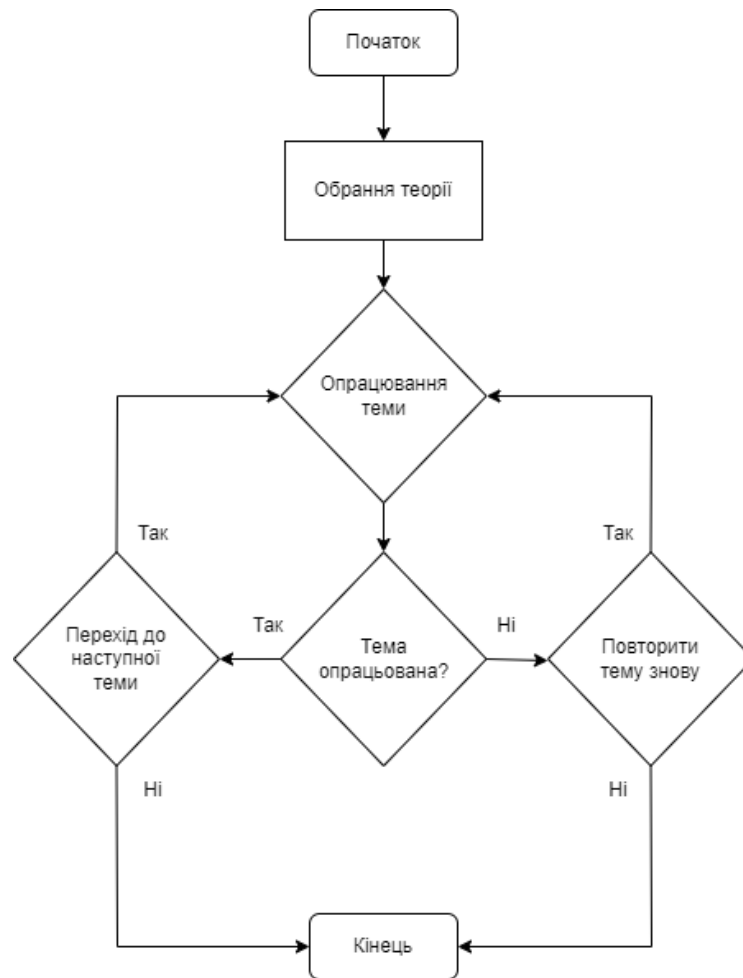 Початок
Обрання теорії
Опрацювання
теми
Так
Так
Перехід до
наступної
теми
Так
Тема
опрацьована?
Ні
Повторити
тему знову
Ні
Ні
Кінець